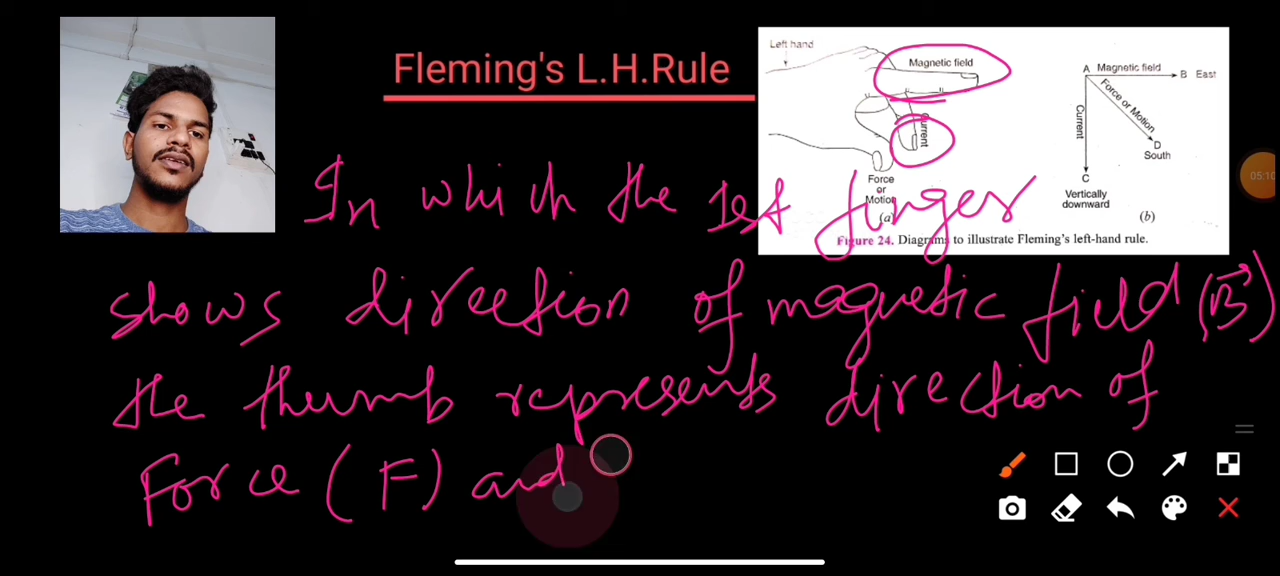 Fleming's L.H.Rule
Left hand
Magnetic field
Current
Force
or
Motion
(a)
A Magnetic field B East
Force or Motion
Current
D
South
C
Vertically
downward
(b)
Figure 24. Diagrams to illustrate Fleming's left-hand rule.
In which the 1st finger
shows direction of magnetic field (B⃗)
the thumb represents direction of
Force (F) and
05:10